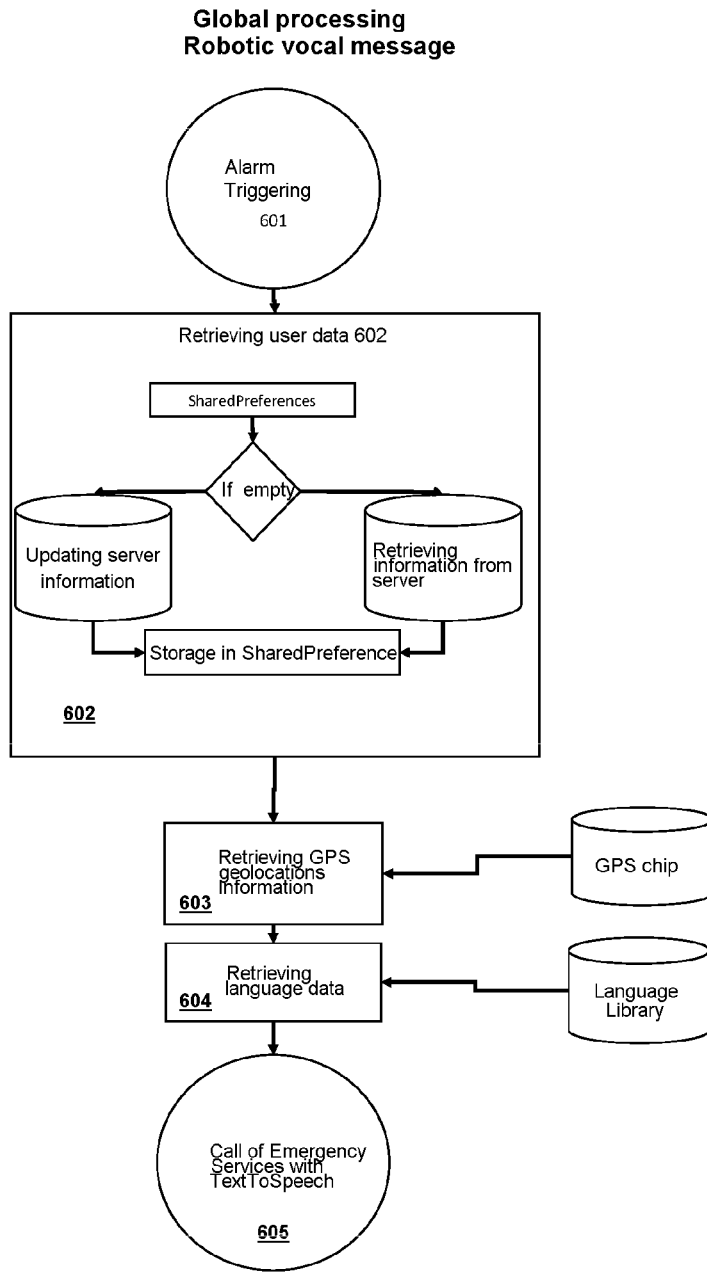 Global processing
Robotic vocal message
Alarm
Triggering
601
Retrieving user data 602
SharedPreferences
If empty
Updating server
information
Retrieving
information from
server
Storage in SharedPreference
602
Retrieving GPS
geolocations
information
603
GPS chip
Retrieving
language data
604
Language
Library
Call of Emergency
Services with
TextToSpeech
605